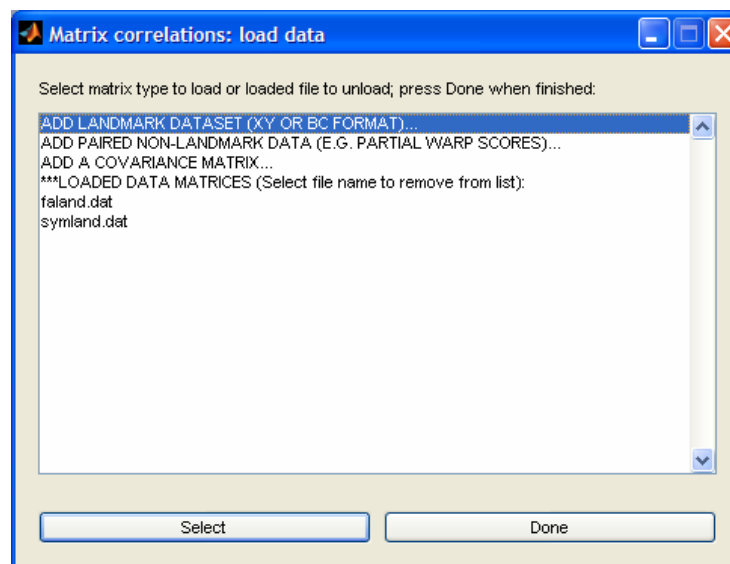 Matrix correlations: load data
Select matrix type to load or loaded file to unload; press Done when finished:
ADD LANDMARK DATASET (XY OR BC FORMAT)...
ADD PAIRED NON-LANDMARK DATA (E.G. PARTIAL WARP SCORES)...
ADD A COVARIANCE MATRIX...
***LOADED DATA MATRICES (Select file name to remove from list):
faland.dat
symland.dat
Select
Done